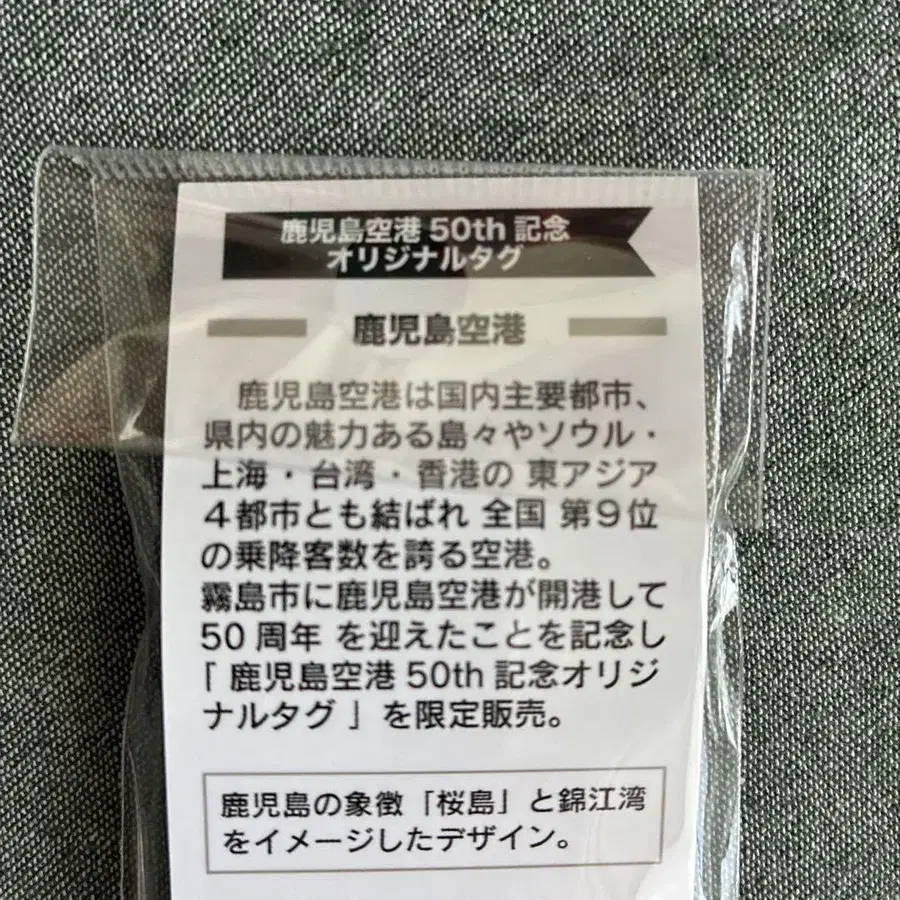 鹿児島空港 50th 記念
オリジナルタグ
鹿児島空港
鹿児島空港は国内主要都市、
県内の魅力ある島々やソウル・
上海・台湾・香港の 東アジア
４都市とも結ばれ 全国 第９位
の乗降客数を誇る空港。
霧島市に鹿児島空港が開港して
50 周年 を迎えたことを記念し
「 鹿児島空港 50th 記念オリジ
ナルタグ 」を限定販売。
鹿児島の象徴「桜島」と錦江湾
をイメージしたデザイン。